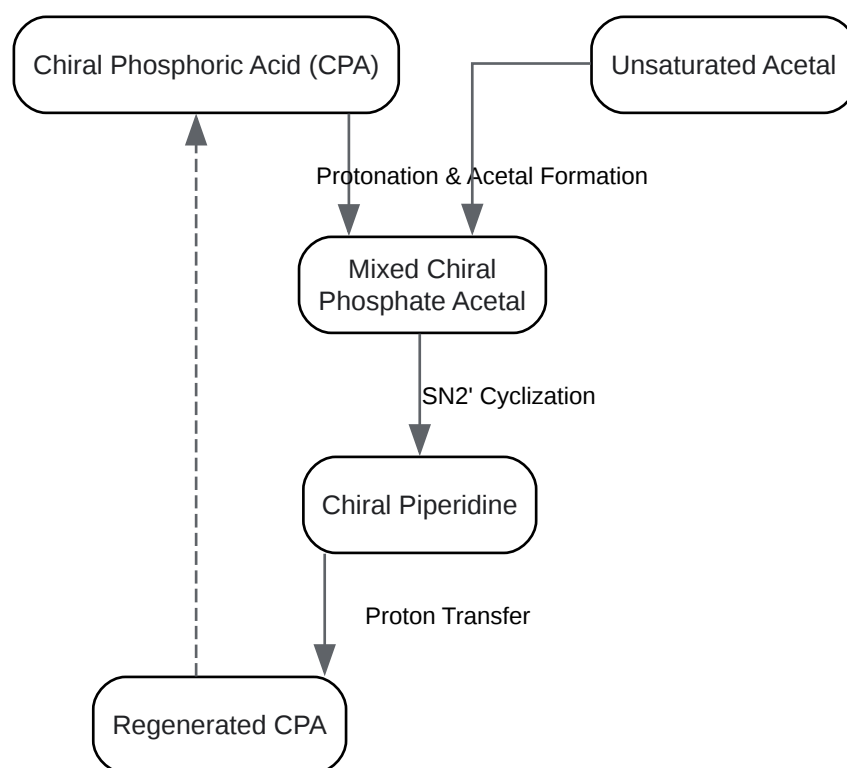 Chiral Phosphoric Acid (CPA)
Unsaturated Acetal
Protonation & Acetal Formation
Mixed Chiral
Phosphate Acetal
SN2' Cyclization
Chiral Piperidine
Proton Transfer
Regenerated CPA